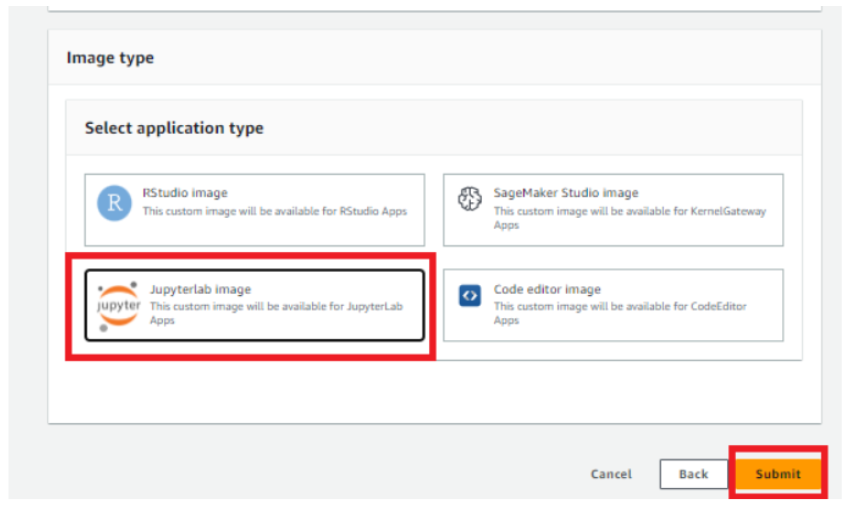 Image type
Select application type
R
RStudio image
This custom image will be available for RStudio Apps
SageMaker Studio image
This custom image will be available for KernelGateway
Apps
jupyter
Jupyterlab image
This custom image will be available for JupyterLab
Apps
Code editor image
This custom image will be available for CodeEditor
Apps
Cancel
Back
Submit